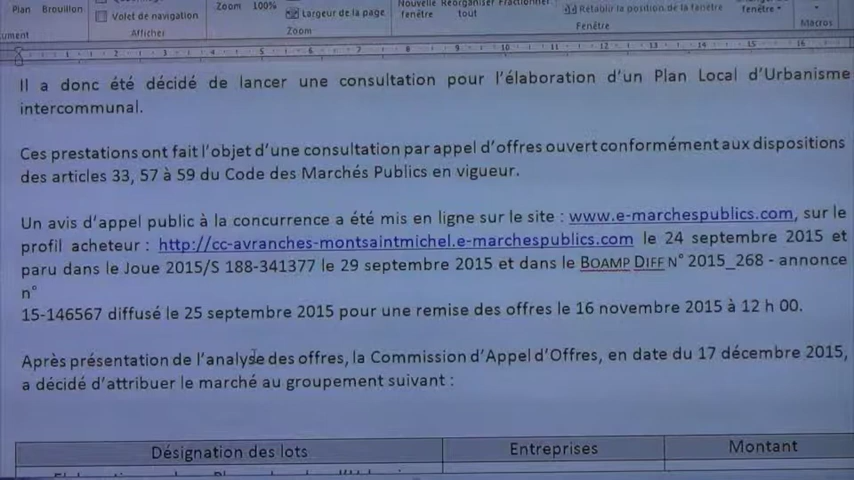 Plan Brouillon Zoom 100% Nouvelle Réorganiser Fractionner Rétablir la position de la fenêtre
Volet de navigation Largeur de la page fenêtre tout fenêtre
Afficher Zoom Fenêtre Macros
Il a donc été décidé de lancer une consultation pour l'élaboration d'un Plan Local d'Urbanisme
intercommunal.
Ces prestations ont fait l'objet d'une consultation par appel d'offres ouvert conformément aux dispositions
des articles 33, 57 à 59 du Code des Marchés Publics en vigueur.
Un avis d'appel public à la concurrence a été mis en ligne sur le site : www.e-marchespublics.com, sur le
profil acheteur : http://cc-avranches-montsaintmichel.e-marchespublics.com le 24 septembre 2015 et
paru dans le Joue 2015/S 188-341377 le 29 septembre 2015 et dans le BOAMP DIFF N° 2015_268 - annonce
n°
15-146567 diffusé le 25 septembre 2015 pour une remise des offres le 16 novembre 2015 à 12 h 00.
Après présentation de l'analyse des offres, la Commission d'Appel d'Offres, en date du 17 décembre 2015,
a décidé d'attribuer le marché au groupement suivant :
Désignation des lots Entreprises Montant